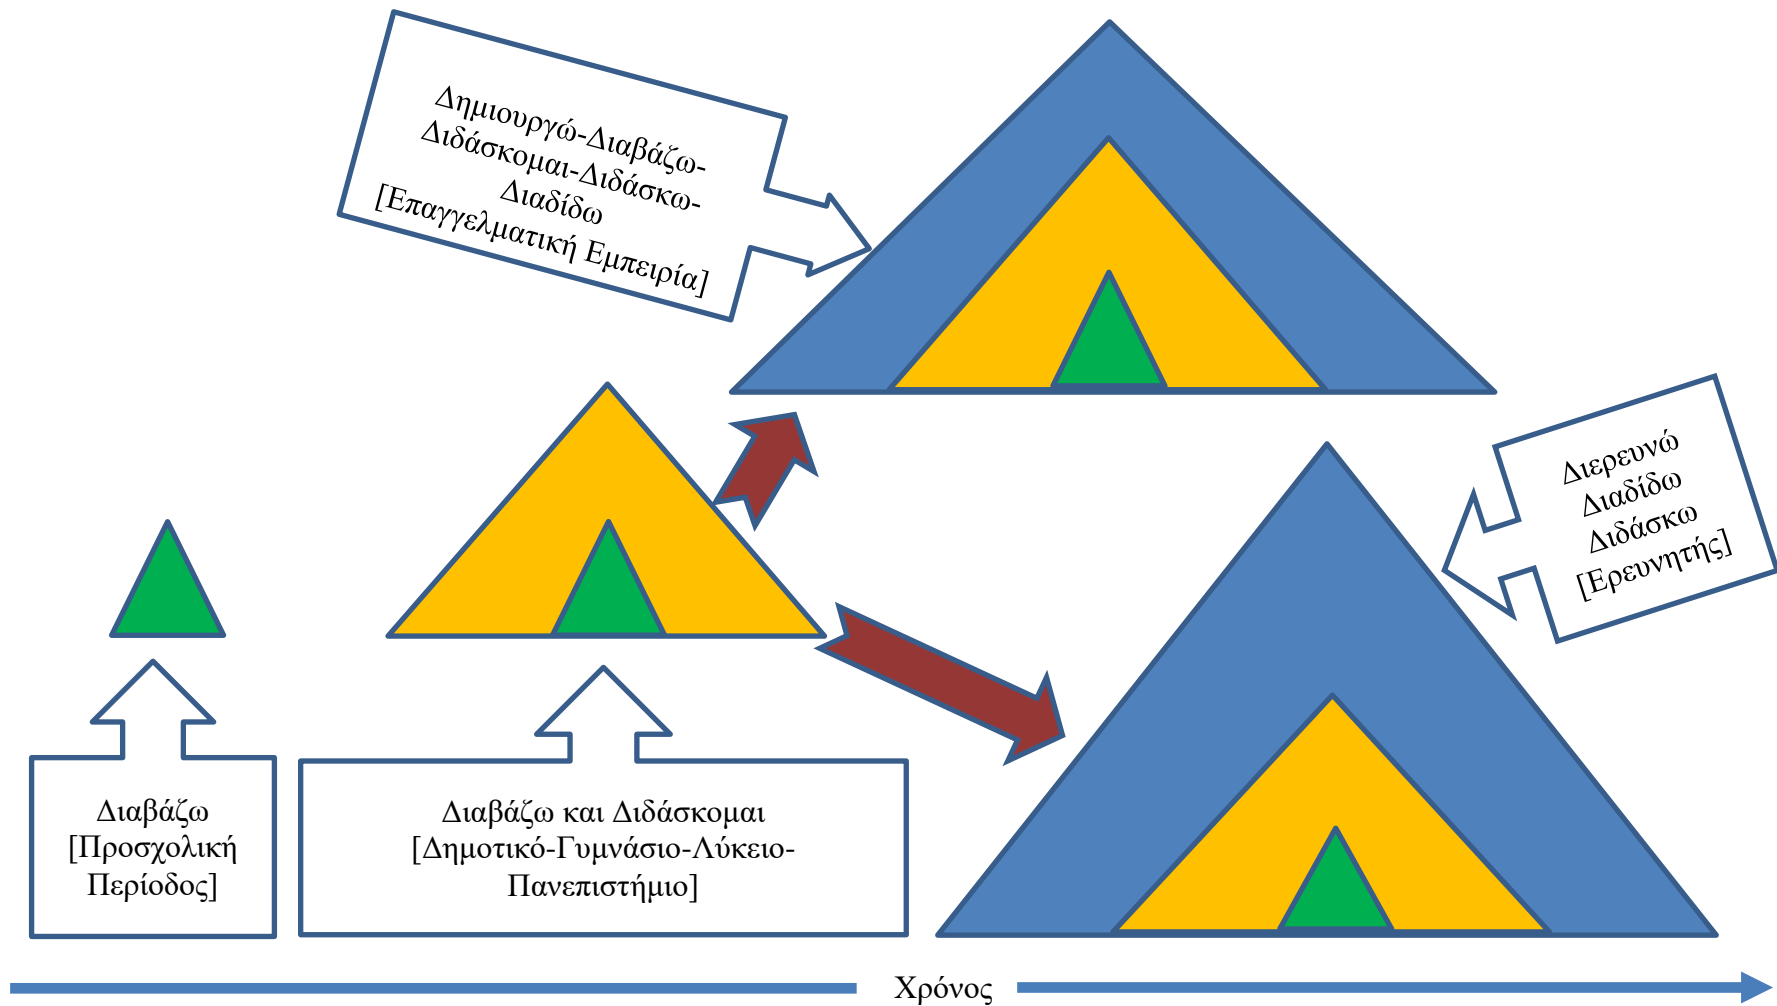 Δημιουργώ-Διαβάζω-
Διδάσκομαι-Διδάσκω-
Διαδίδω
[Επαγγελματική Εμπειρία]
Διερευνώ
Διαδίδω
Διδάσκω
[Ερευνητής]
Διαβάζω
[Προσχολική
Περίοδος]
Διαβάζω και Διδάσκομαι
[Δημοτικό-Γυμνάσιο-Λύκειο-
Πανεπιστήμιο]
Χρόνος